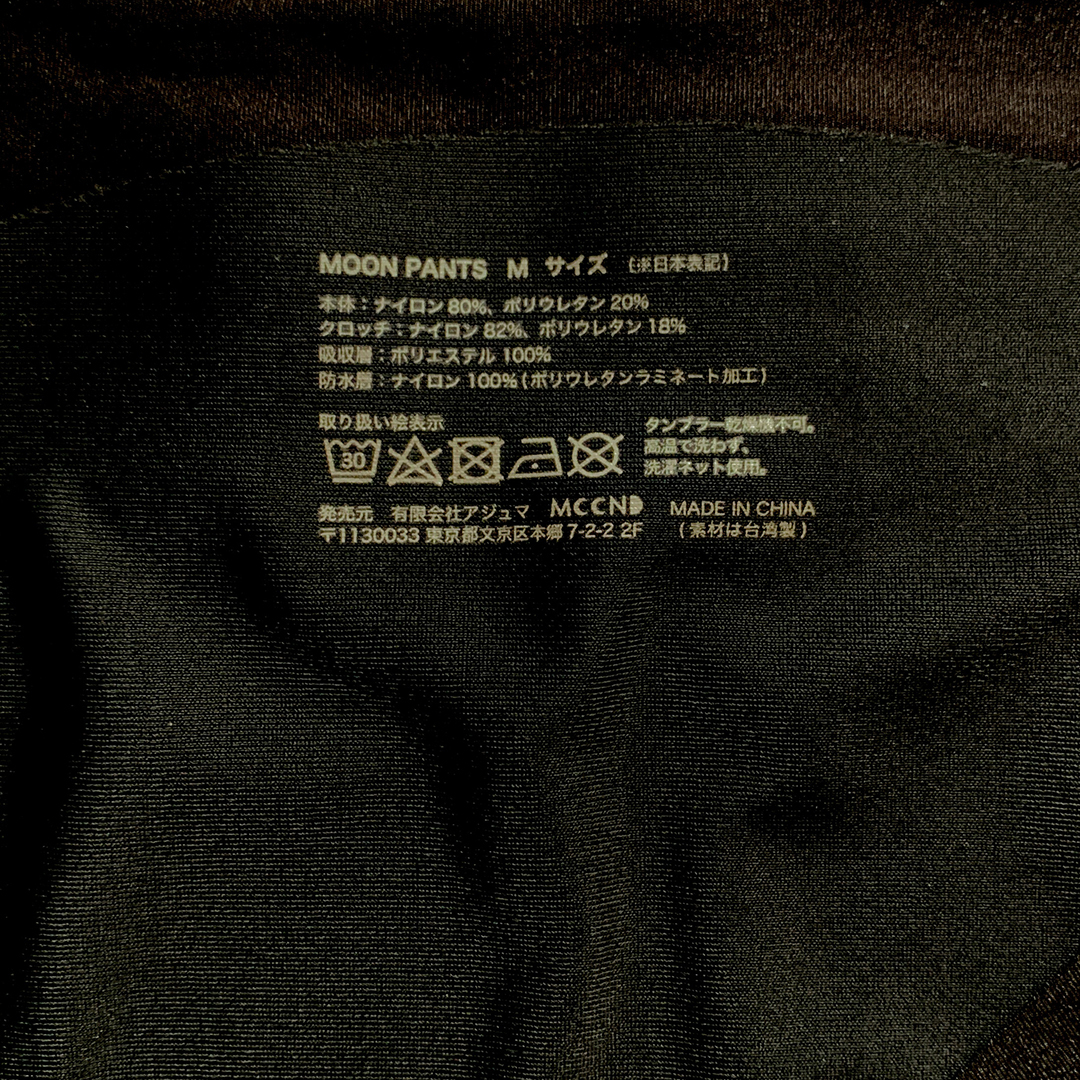 MOON PANTS M サイズ (※日本表記)
本体：ナイロン 80%、ポリウレタン 20%
クロッチ：ナイロン 82%、ポリウレタン 18%
吸収層：ポリエステル 100%
防水層：ナイロン 100% (ポリウレタンラミネート加工)
取り扱い絵表示
30
タンブラー乾燥機不可。
高温で洗わず、
洗濯ネット使用。
発売元 有限会社アジュマ MCCND MADE IN CHINA
〒1130033 東京都文京区本郷 7-2-2 2F (素材は台湾製)